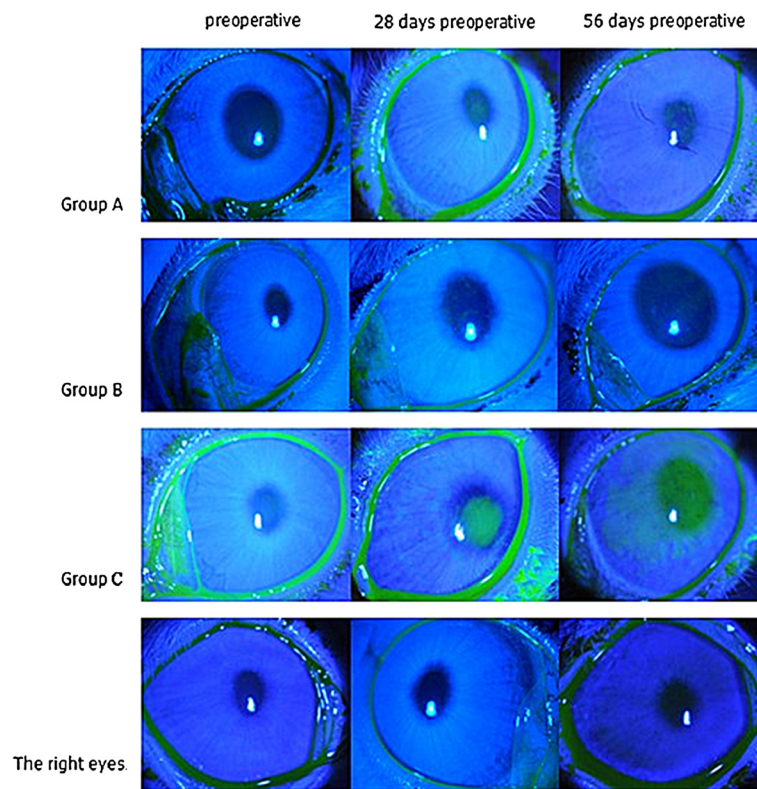 preoperative 28 days preoperative 56 days preoperative
Group A
Group B
Group C
The right eyes.